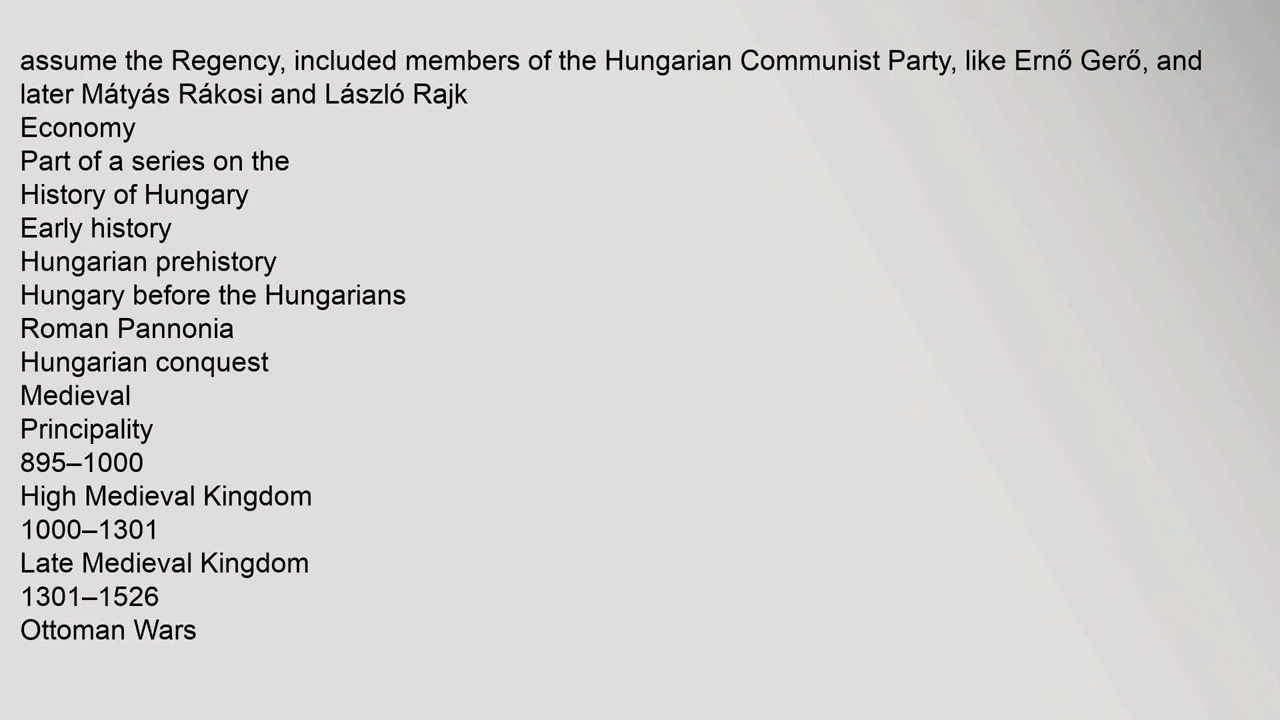 assume the Regency, included members of the Hungarian Communist Party, like Ernő Gerő, and
later Mátyás Rákosi and László Rajk
Economy
Part of a series on the
History of Hungary
Early history
Hungarian prehistory
Hungary before the Hungarians
Roman Pannonia
Hungarian conquest
Medieval
Principality
895–1000
High Medieval Kingdom
1000–1301
Late Medieval Kingdom
1301–1526
Ottoman Wars